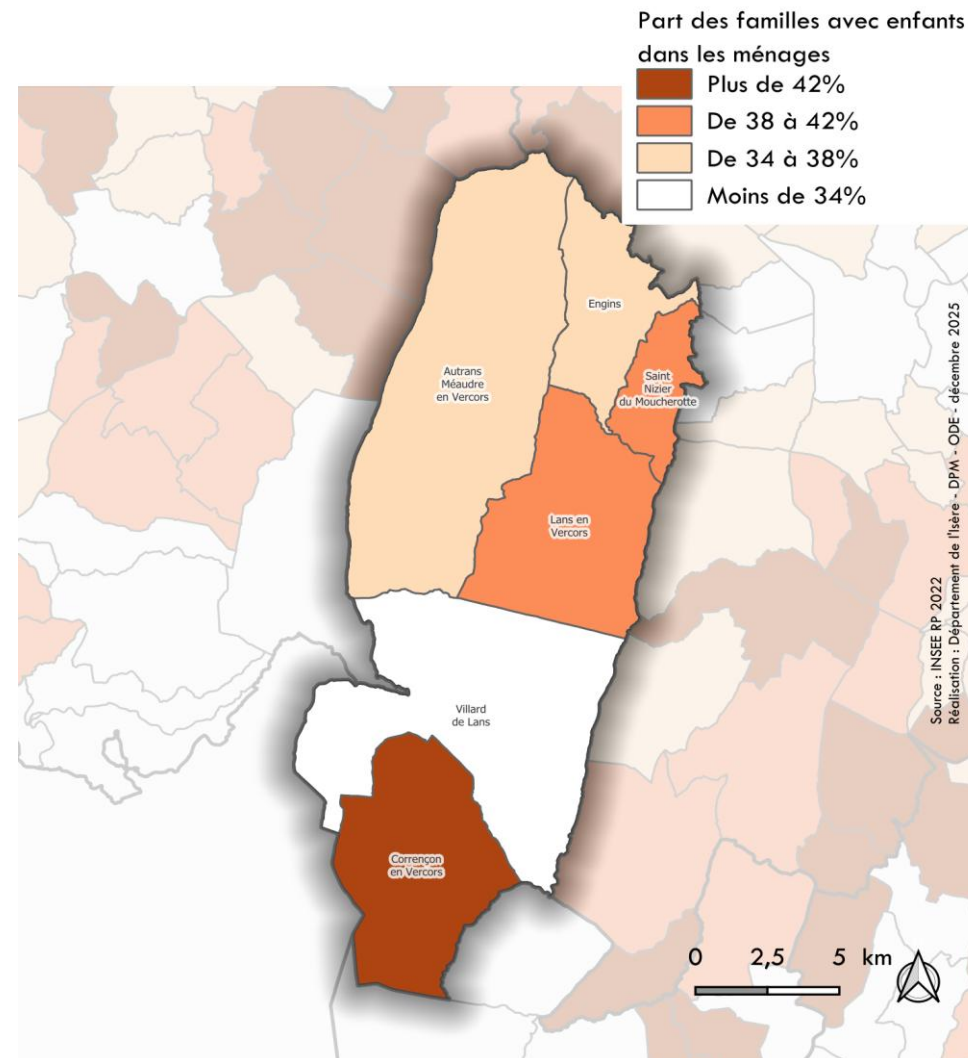 Part des familles avec enfants
dans les ménages
Plus de 42%
De 38 à 42%
De 34 à 38%
Moins de 34%
Engins
Autrans
Méaudre
en Vercors
Saint
Nizier
du Moucherotte
Lans en
Vercors
Villard
de Lans
Corrençon
en Vercors
0 2,5 5 km
Source : INSEE RP 2022
Réalisation : Département de l'Isère - DPM - ODE - décembre 2025